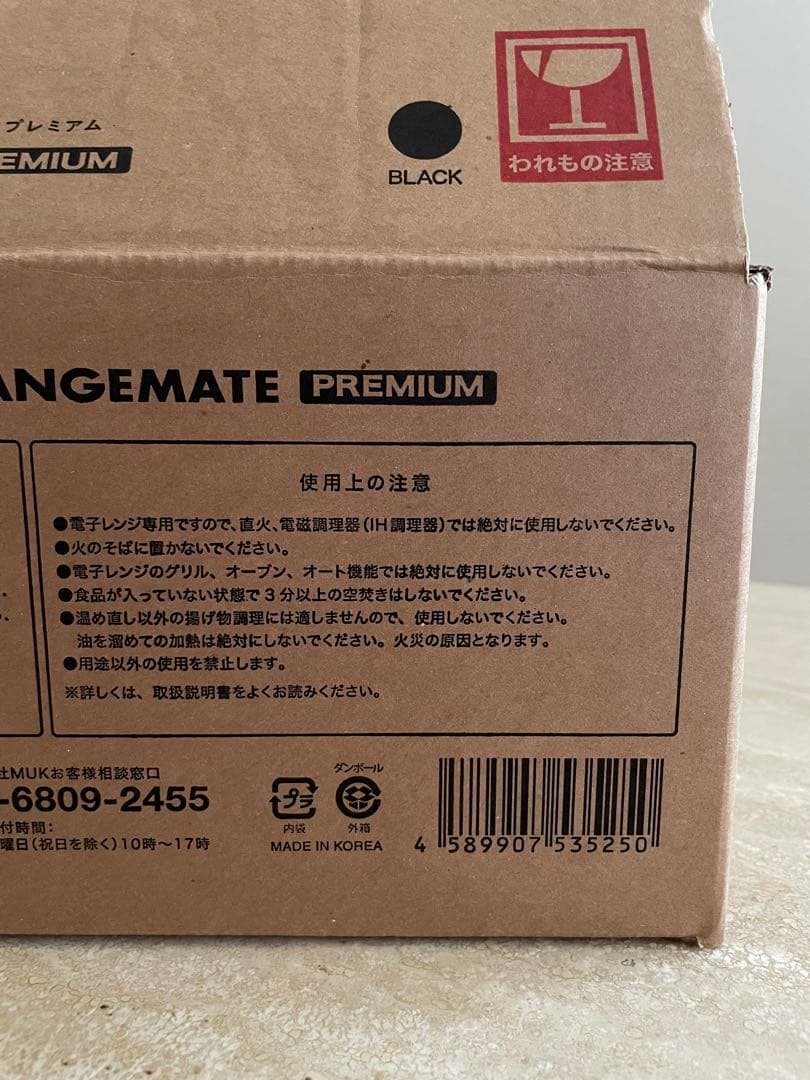 プレミアム
EMIUM
BLACK
われもの注意
ANGEMATE PREMIUM
使用上の注意
●電子レンジ専用ですので、直火、電磁調理器(IH調理器)では絶対に使用しないでください。
●火のそばに置かないでください。
●電子レンジのグリル、オーブン、オート機能では絶対に使用しないでください。
●食品が入っていない状態で3分以上の空焚きはしないでください。
●温め直し以外の揚げ物調理には適しませんので、使用しないでください。
油を溜めての加熱は絶対にしないでください。火災の原因となります。
●用途以外の使用を禁止します。
※詳しくは、取扱説明書をよくお読みください。
社MUKお客様相談窓口
-6809-2455
付時間:
曜日(祝日を除く)10時～17時
プラ
内袋
ダンボール
外箱
MADE IN KOREA
4 589907 535250